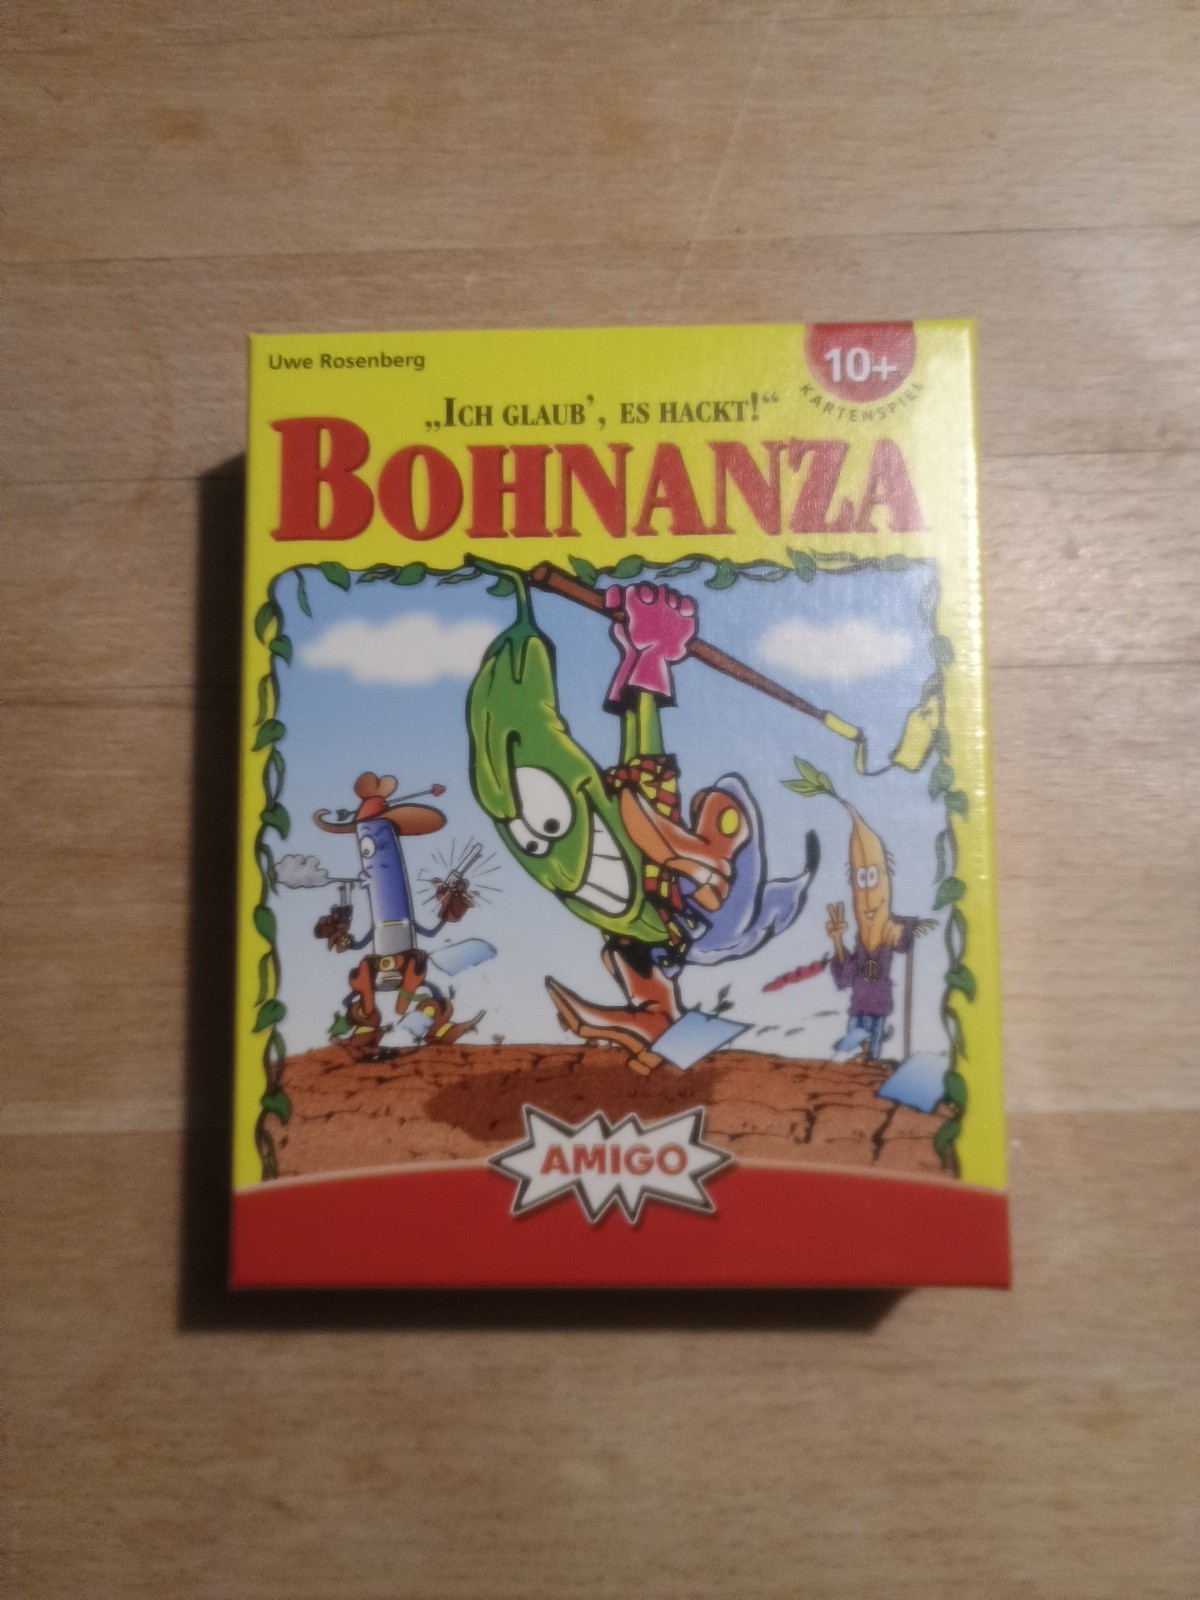 Uwe Rosenberg
10+
KARTENSPIEL
„ICH GLAUB’, ES HACKT!“
BOHNANZA
AMIGO